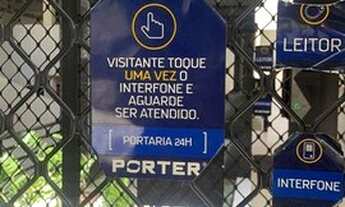 VISITANTE TOQUE
UMA VEZ O
INTERFONE E
AGUARDE
SER ATENDIDO.
[ PORTARIA 24H ]
PORTER
LEITOR
INTERFONE